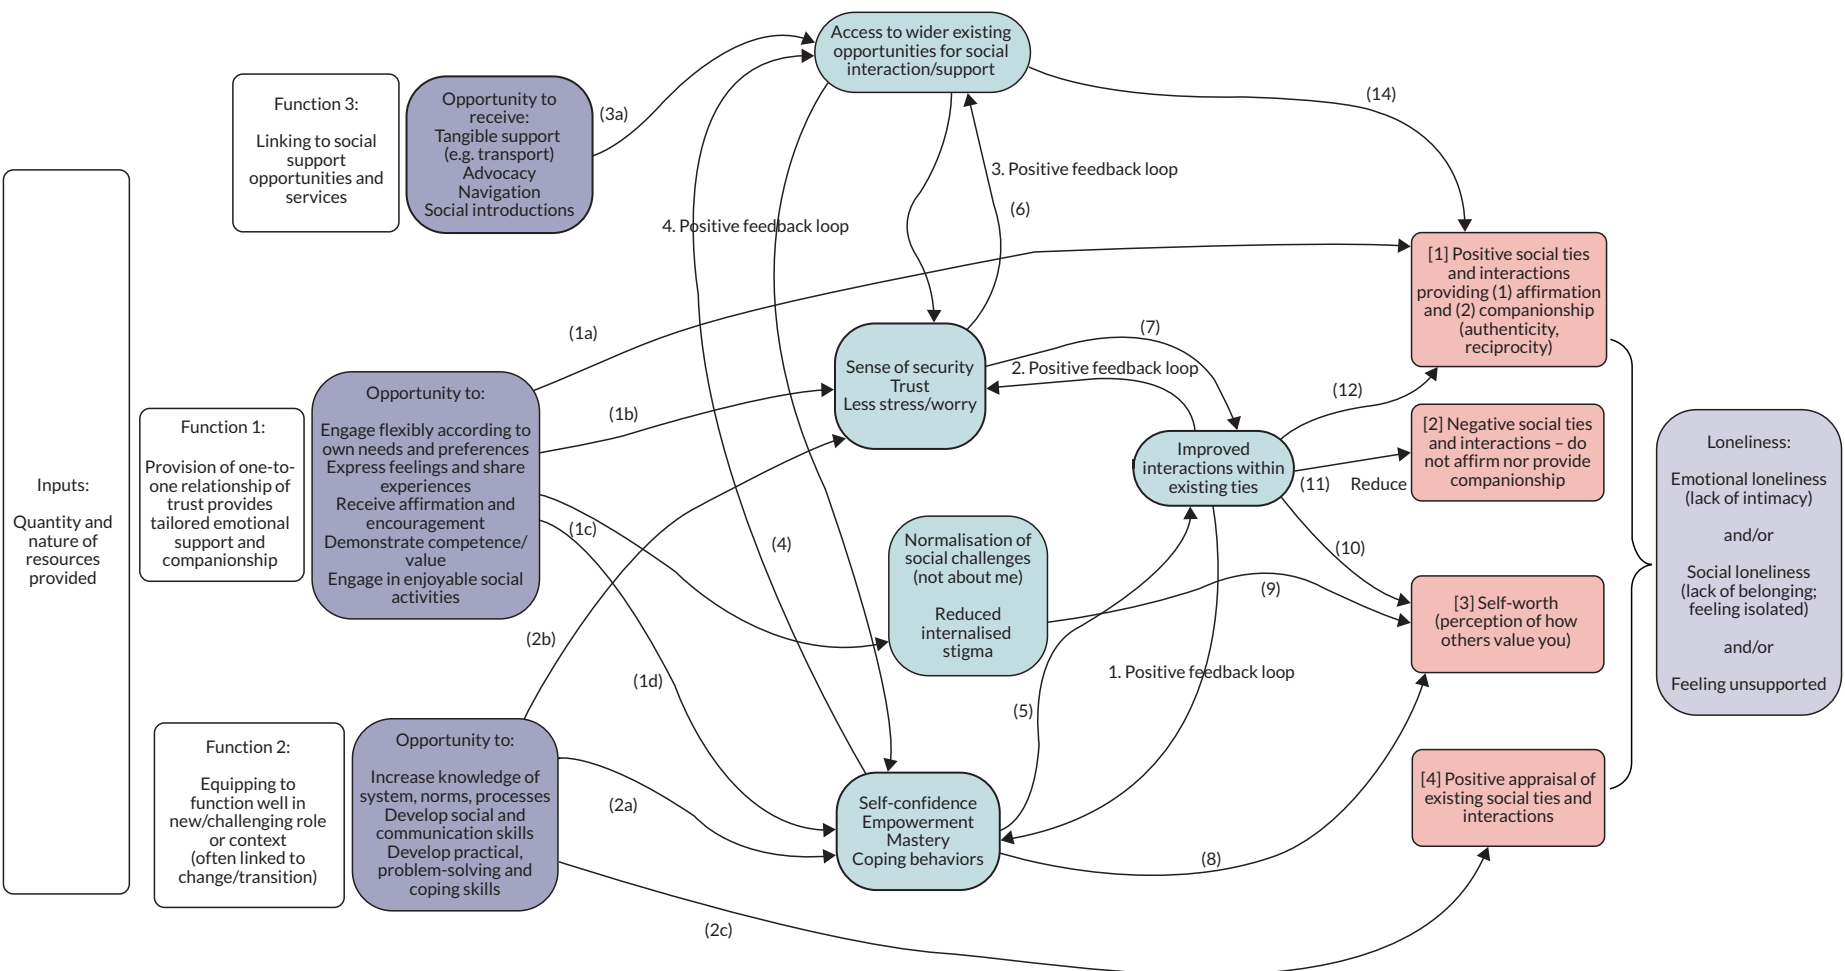 Inputs:
Quantity and
nature of
resources
provided
Function 3:
Linking to social
support
opportunities and
services
Opportunity to
receive:
Tangible support
(e.g. transport)
Advocacy
Navigation
Social introductions
(3a)
Function 1:
Provision of one-to-
one relationship of
trust provides
tailored emotional
support and
companionship
Opportunity to:
Engage flexibly according to
own needs and preferences
Express feelings and share
experiences
Receive affirmation and
encouragement
Demonstrate competence/
value
Engage in enjoyable social
activities
(1a)
(1b)
(1c)
(1d)
Function 2:
Equipping to
function well in
new/challenging role
or context
(often linked to
change/transition)
Opportunity to:
Increase knowledge of
system, norms, processes
Develop social and
communication skills
Develop practical,
problem-solving and
coping skills
(2b)
(2a)
(2c)
Access to wider existing
opportunities for social
interaction/support
4. Positive feedback loop
3. Positive feedback loop
(6)
(14)
(4)
Sense of security
Trust
Less stress/worry
(7)
2. Positive feedback loop
Improved
interactions within
existing ties
(12)
(11)
Reduce
(10)
Normalisation of
social challenges
(not about me)
Reduced
internalised
stigma
(9)
1. Positive feedback loop
(5)
Self-confidence
Empowerment
Mastery
Coping behaviors
(8)
[1] Positive social ties
and interactions
providing (1) affirmation
and (2) companionship
(authenticity,
reciprocity)
[2] Negative social ties
and interactions – do
not affirm nor provide
companionship
[3] Self-worth
(perception of how
others value you)
[4] Positive appraisal of
existing social ties and
interactions
Loneliness:
Emotional loneliness
(lack of intimacy)
and/or
Social loneliness
(lack of belonging;
feeling isolated)
and/or
Feeling unsupported